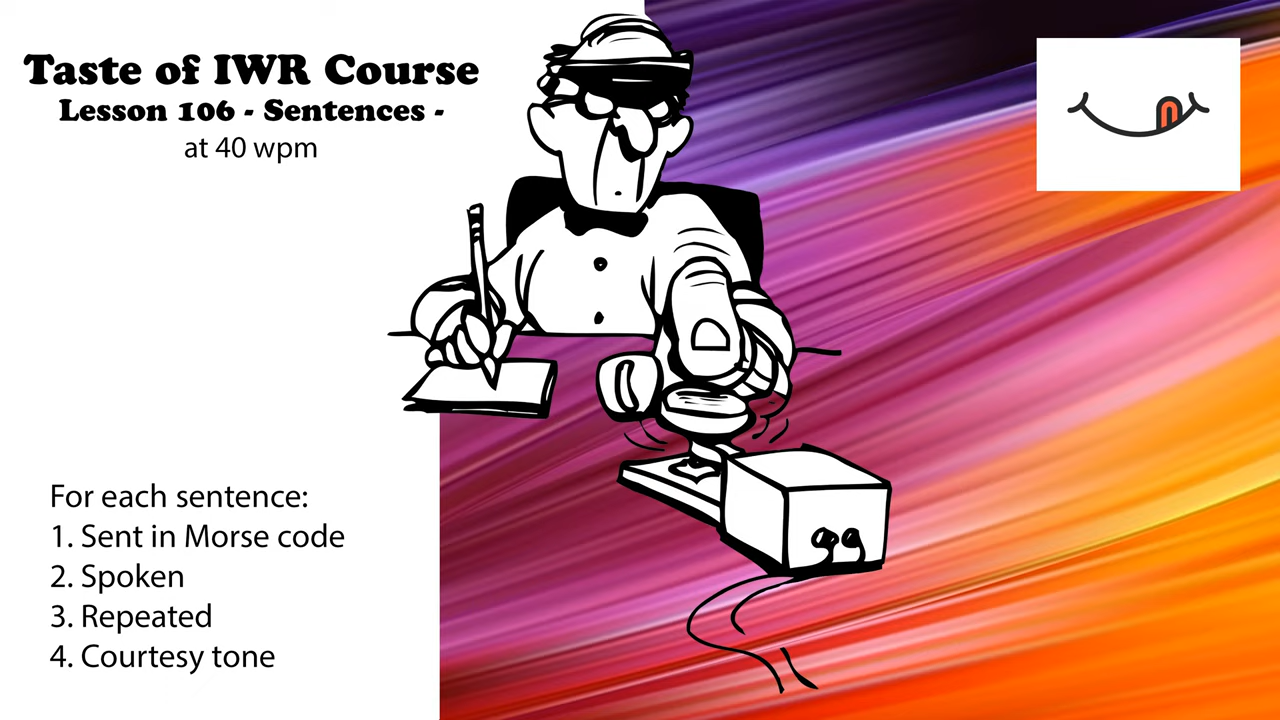 Taste of IWR Course
Lesson 106 - Sentences -
at 40 wpm
For each sentence:
1. Sent in Morse code
2. Spoken
3. Repeated
4. Courtesy tone